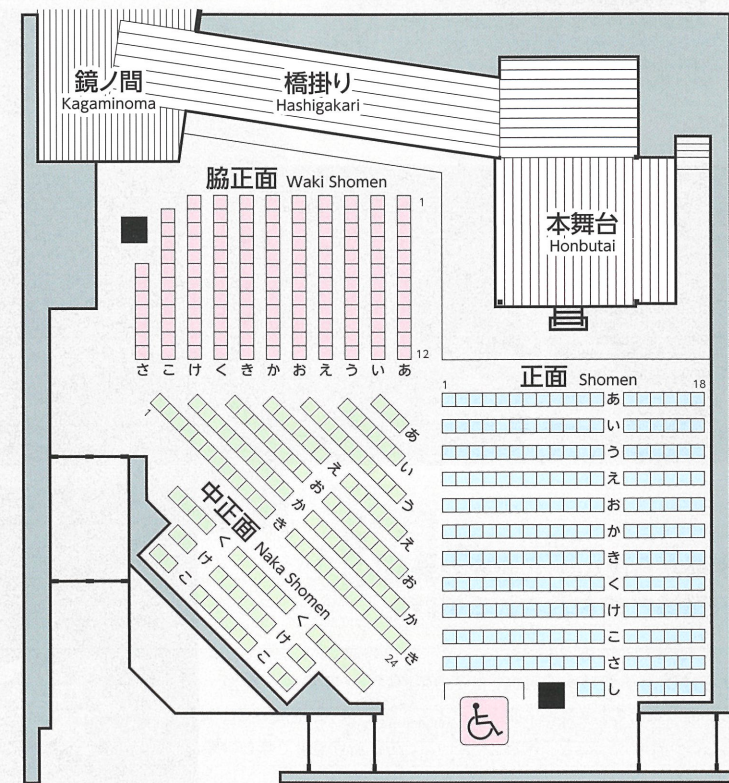 鏡ノ間
Kagaminoma
橋掛り
Hashigakari
本舞台
Honbutai
脇正面 Waki Shomen
1
12
さ こ け く き か お え う い あ
正面 Shomen
1
18
あ
い
う
え
お
か
き
く
け
こ
さ
し
中正面 Naka Shomen
1
24
あ
い
う
え
お
か
き
え
お
か
き
く
け
こ
く
け
こ